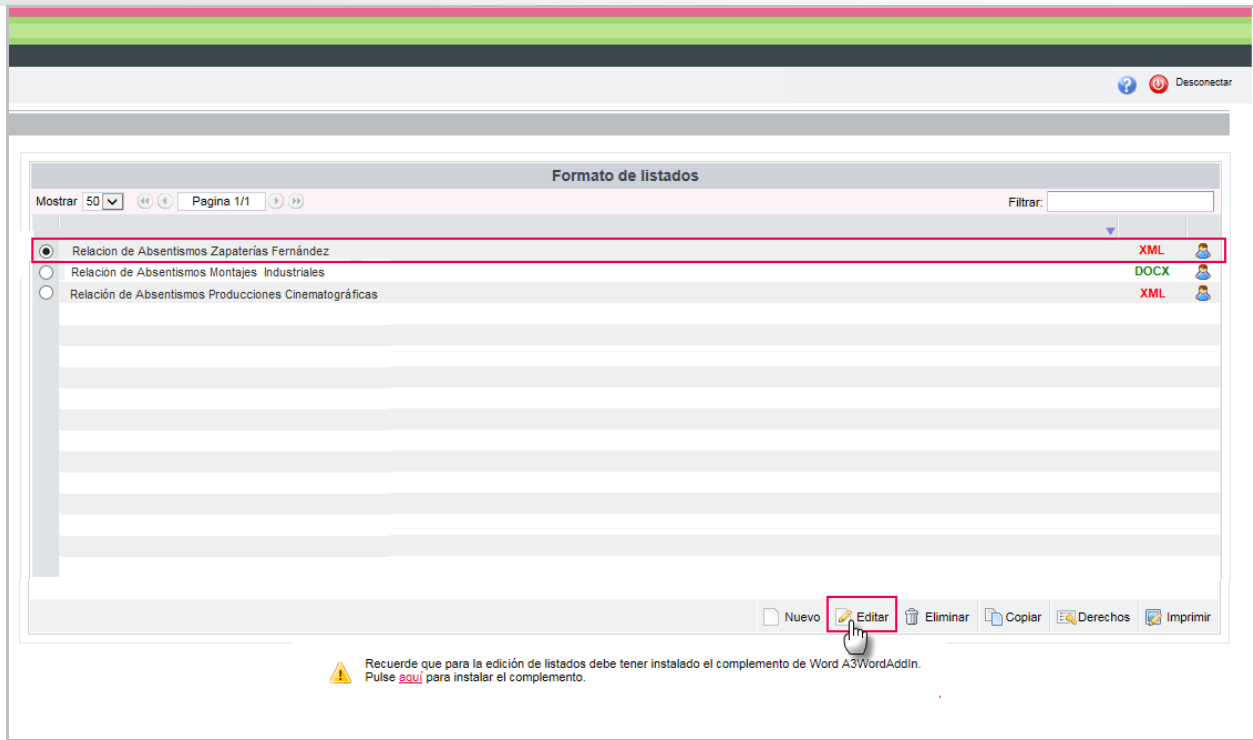 Desconectar
Formato de listados
Mostrar 50 Pagina 1/1 Filtrar:
Relacion de Absentismos Zapaterías Fernández XML
Relación de Absentismos Montajes Industriales DOCX
Relación de Absentismos Producciones Cinematográficas XML
Nuevo Editar Eliminar Copiar Derechos Imprimir
Recuerde que para la edición de listados debe tener instalado el complemento de Word A3WordAddIn.
Pulse aquí para instalar el complemento.